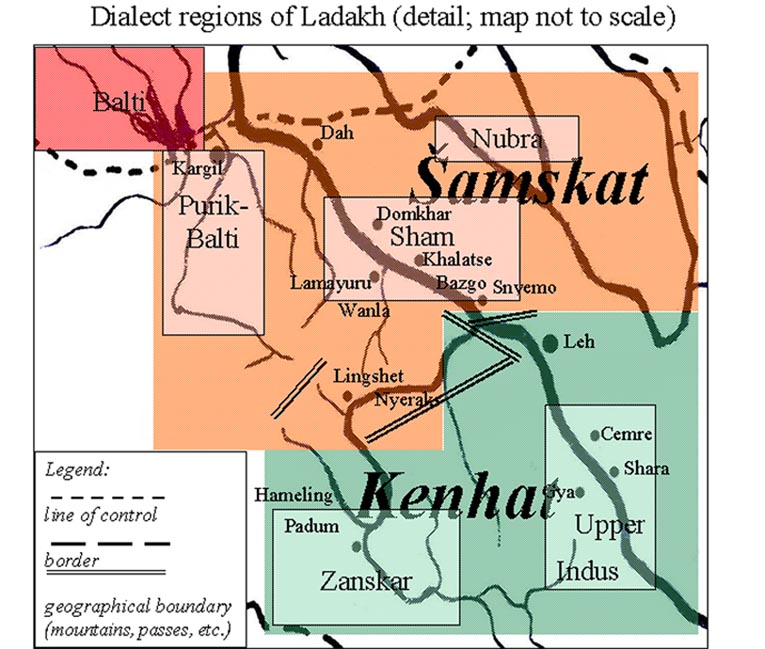 Dialect regions of Ladakh (detail; map not to scale)
Balti
Dah
Nubra
Kargil
Šamskat
Purik-
Balti
Domkhar
Sham
Khalatse
Lamayuru
Bazgo
Snyemo
Wanla
Leh
Lingshet
Nyeraks
Cemre
Shara
Legend:
line of control
border
geographical boundary
(mountains, passes, etc.)
Hameling
Kenhat
Gya
Padum
Upper
Indus
Zanskar